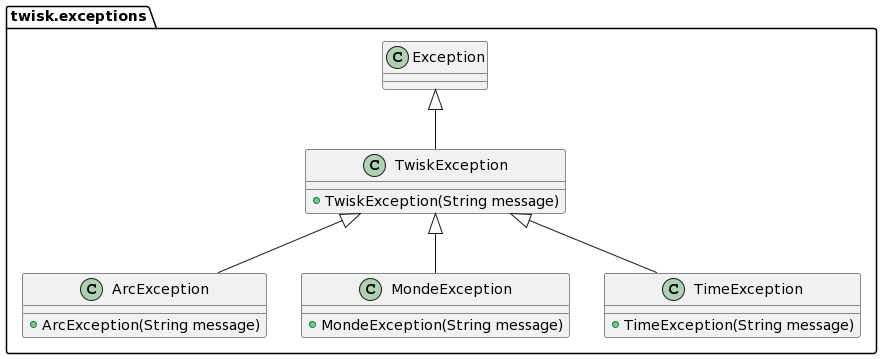 twisk.exceptions
C Exception
C TwiskException
TwiskException(String message)
C ArcException
ArcException(String message)
C MondeException
MondeException(String message)
C TimeException
TimeException(String message)